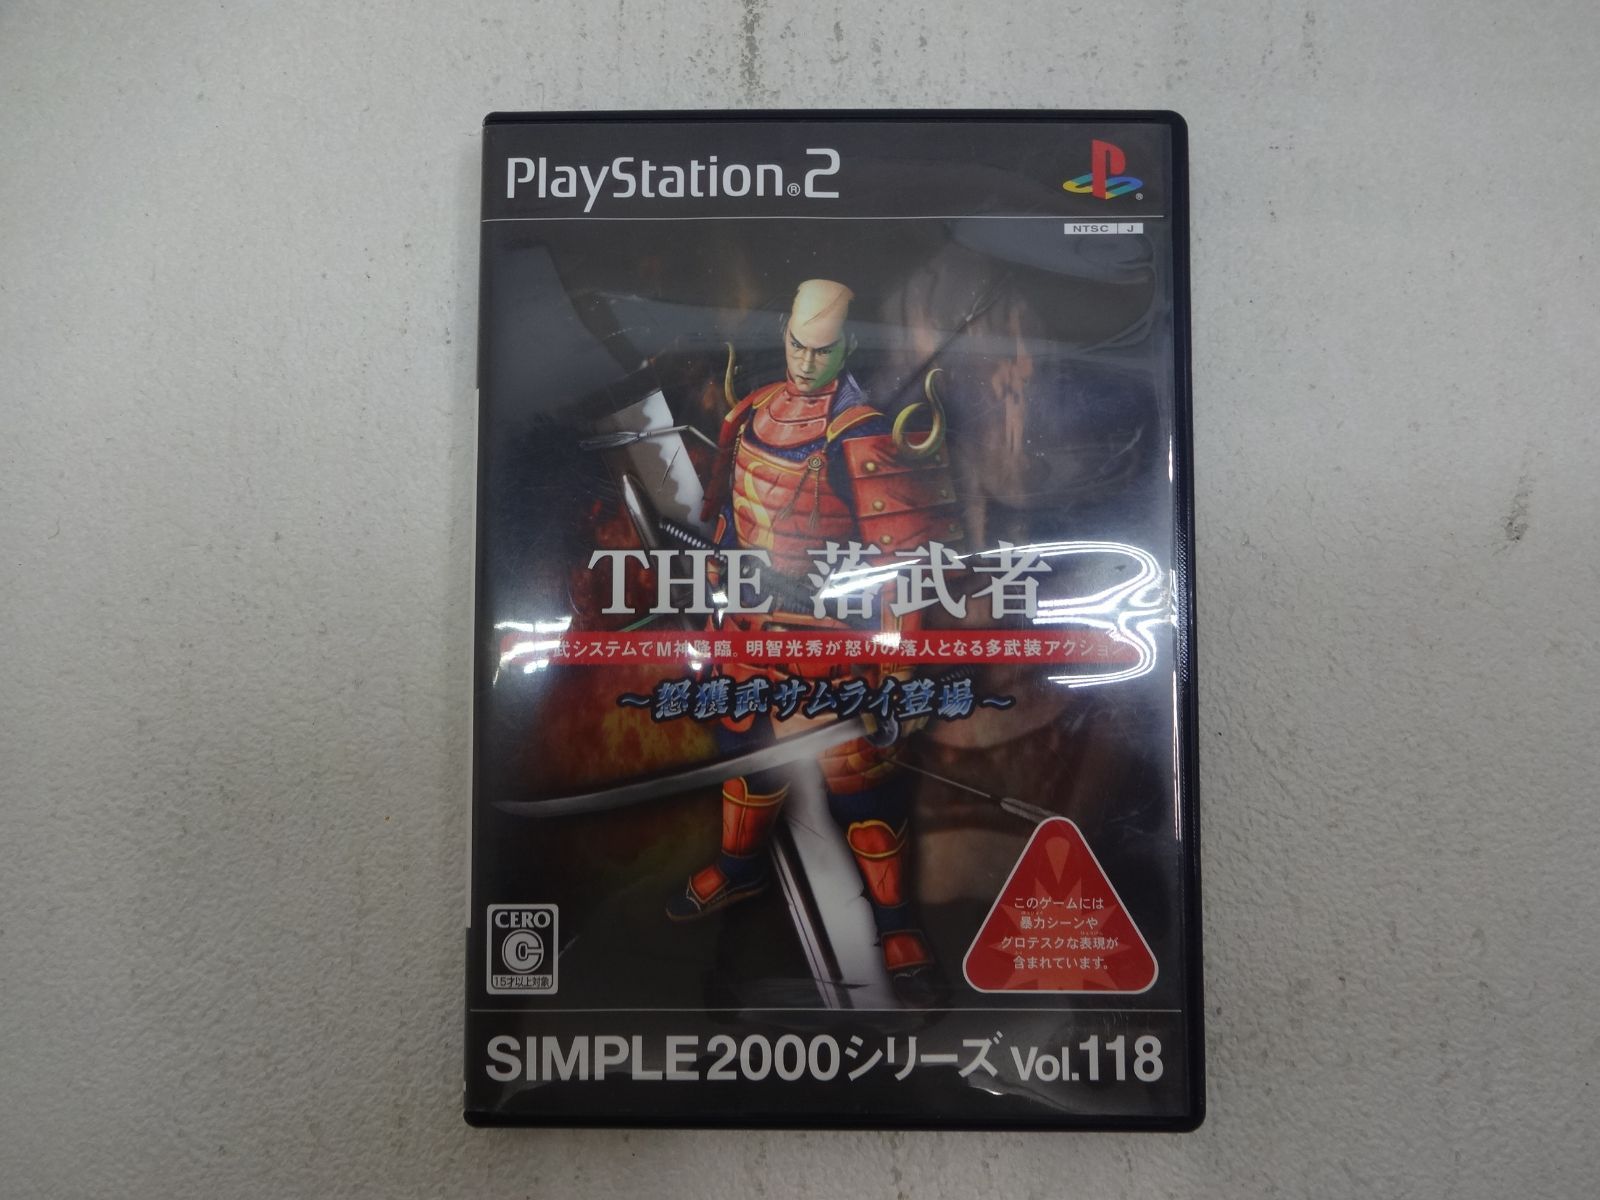 PlayStation®2
NTSC J
THE 落武者
武システムでM神降臨。明智光秀が怒りの落人となる多武装アクション
~怒獲武サムライ登場~
このゲームには
暴力シーンや
グロテスクな表現が
含まれています。
CERO
C
15才以上対象
SIMPLE2000シリーズ Vol.118